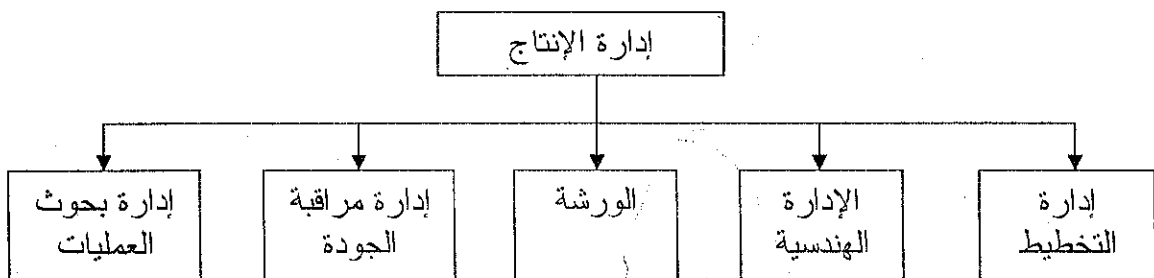 إدارة الإنتاج
إدارة
التخطيط
الإدارة
الهندسية
الورشة
إدارة مراقبة
الجودة
إدارة بحوث
العمليات